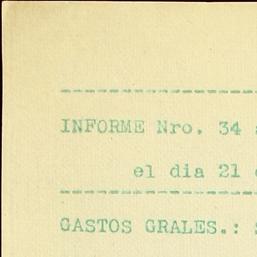 INFORME Nro. 34
el dia 21
GASTOS GRALES.: